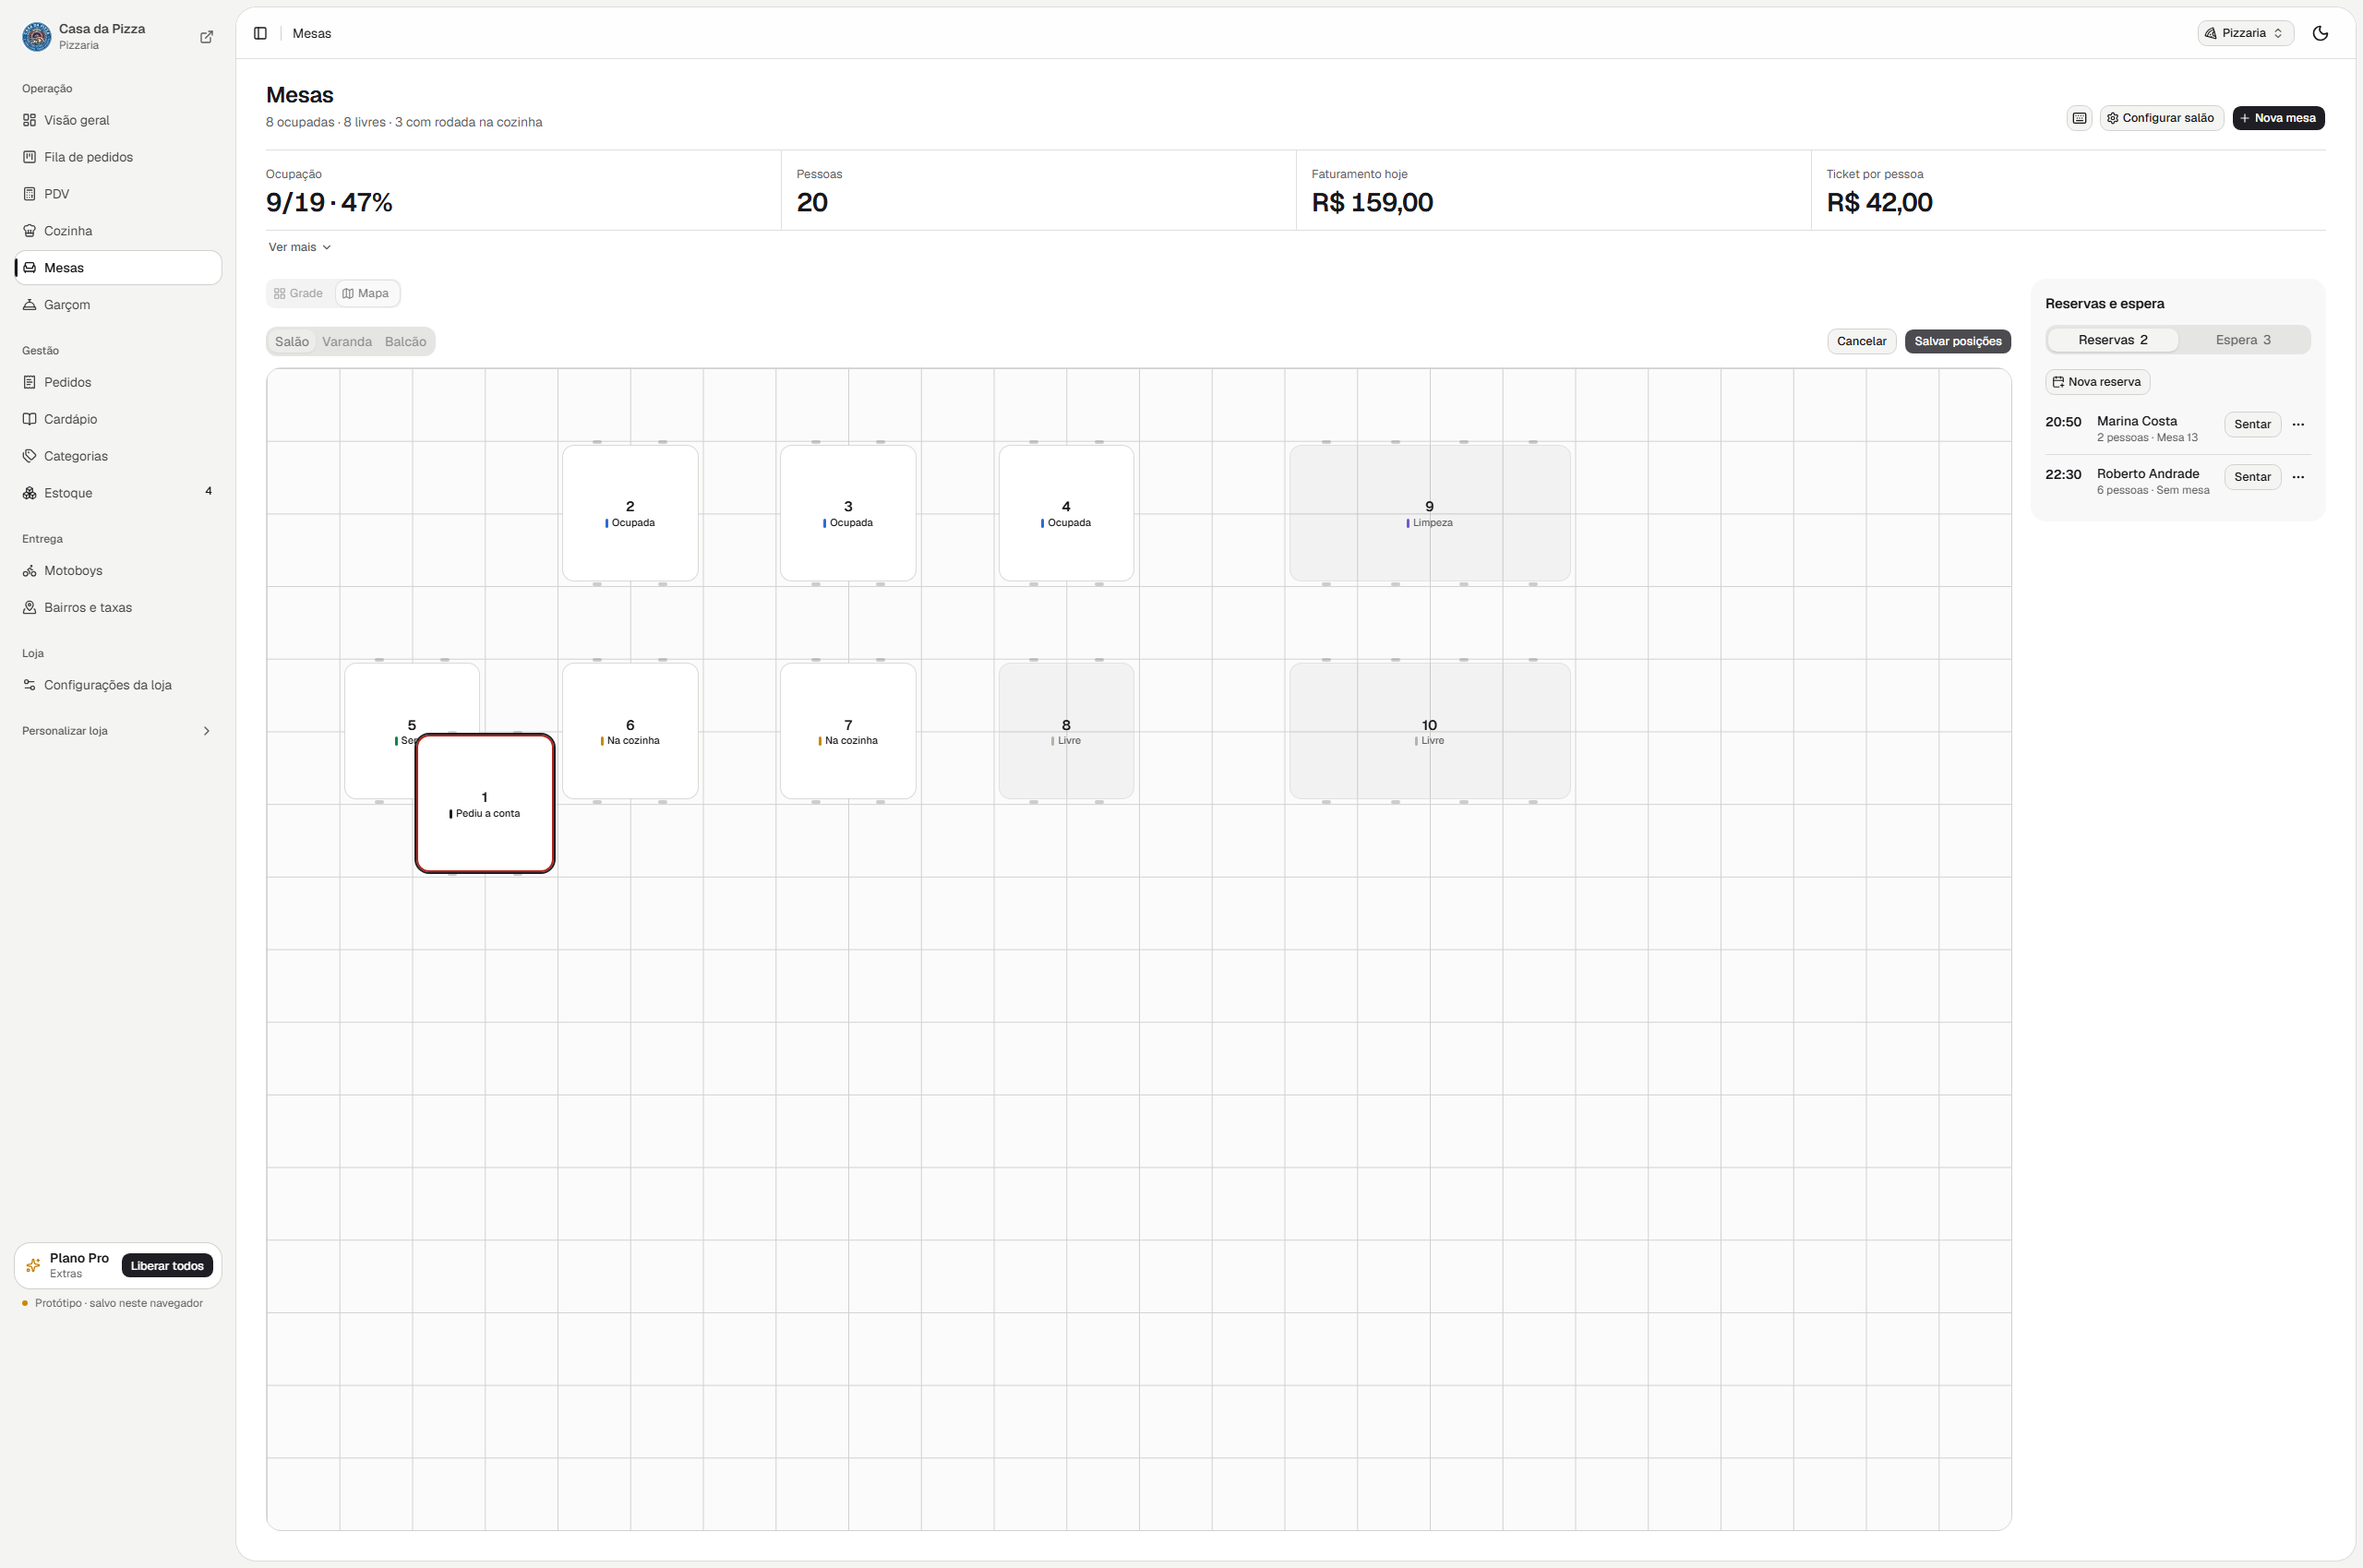 Casa da Pizza
Pizzaria
Operação
Visão geral
Fila de pedidos
PDV
Cozinha
Mesas
Garçom
Gestão
Pedidos
Cardápio
Categorias
Estoque 4
Entrega
Motoboys
Bairros e taxas
Loja
Configurações da loja
Personalizar loja
Plano Pro
Extras
Liberar todos
Protótipo · salvo neste navegador
Mesas
Pizzaria
Mesas
8 ocupadas · 8 livres · 3 com rodada na cozinha
Configurar salão
+ Nova mesa
Ocupação
9/19 · 47%
Pessoas
20
Faturamento hoje
R$ 159,00
Ticket por pessoa
R$ 42,00
Ver mais
Grade Mapa
Salão Varanda Balcão
Cancelar Salvar posições
2
Ocupada
3
Ocupada
4
Ocupada
9
Limpeza
5
6
Na cozinha
7
Na cozinha
8
Livre
10
Livre
1
Pediu a conta
Reservas e espera
Reservas 2 Espera 3
Nova reserva
20:50 Marina Costa Sentar
2 pessoas · Mesa 13
22:30 Roberto Andrade Sentar
6 pessoas · Sem mesa